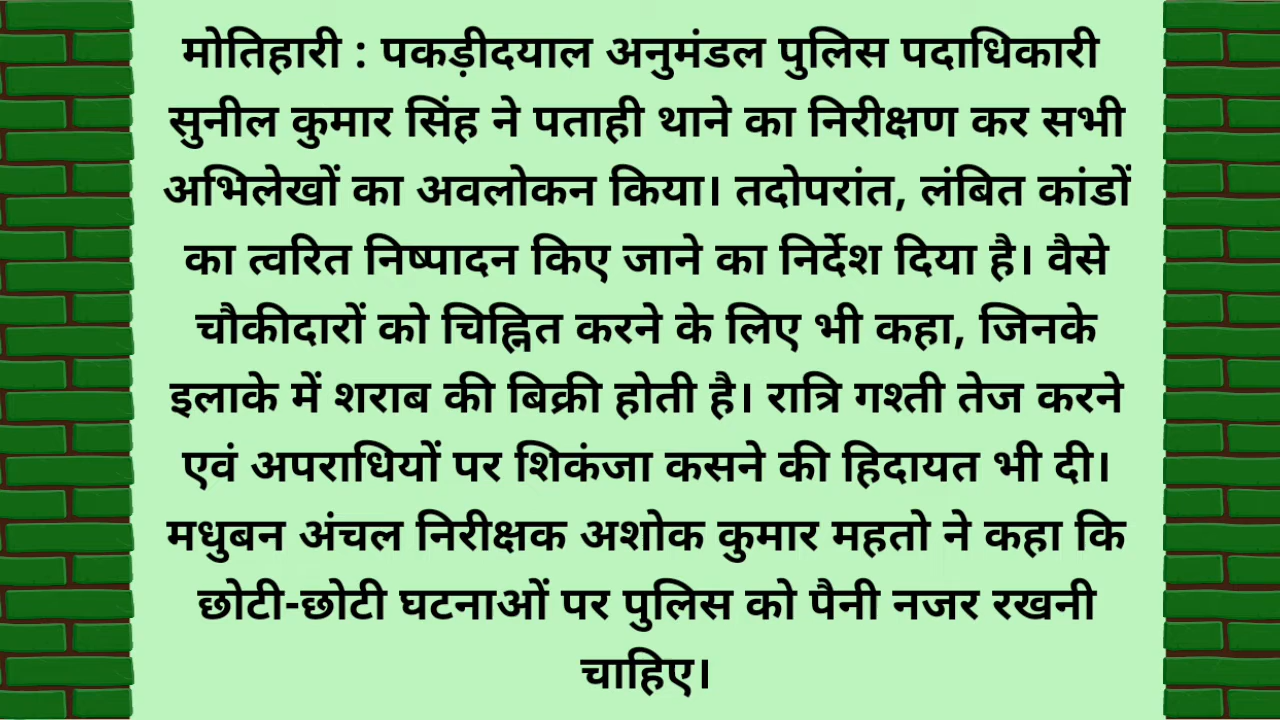 मोतिहारी : पकड़ीदयाल अनुमंडल पुलिस पदाधिकारी
सुनील कुमार सिंह ने पताही थाने का निरीक्षण कर सभी
अभिलेखों का अवलोकन किया। तदोपरांत, लंबित कांडों
का त्वरित निष्पादन किए जाने का निर्देश दिया है। वैसे
चौकीदारों को चिह्नित करने के लिए भी कहा, जिनके
इलाके में शराब की बिक्री होती है। रात्रि गश्ती तेज करने
एवं अपराधियों पर शिकंजा कसने की हिदायत भी दी।
मधुबन अंचल निरीक्षक अशोक कुमार महतो ने कहा कि
छोटी-छोटी घटनाओं पर पुलिस को पैनी नजर रखनी
चाहिए।